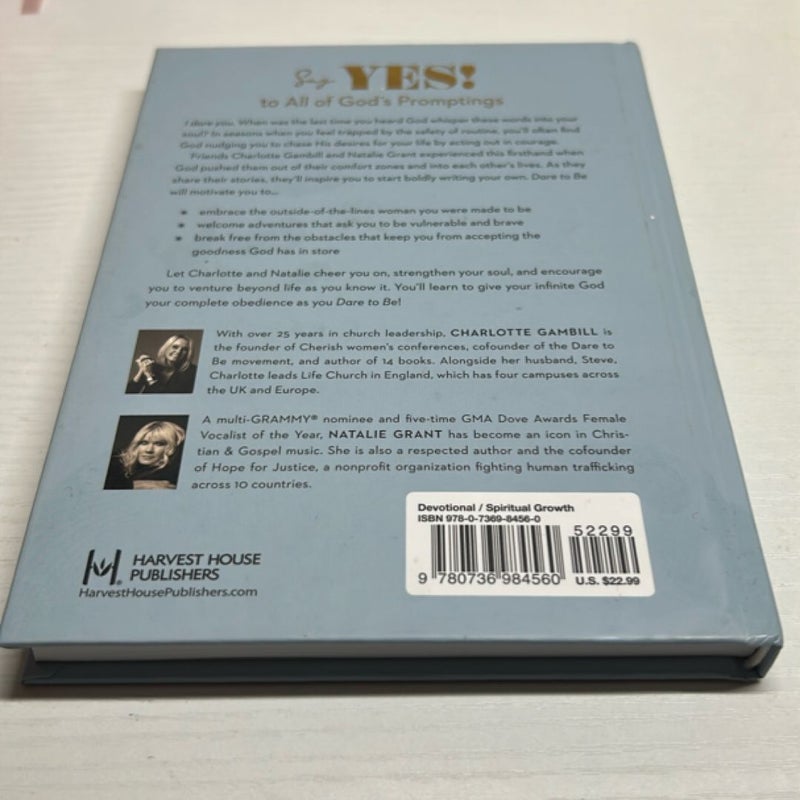 Say YES!
to All of God's Promptings
I dare you. When was the last time you heard God whisper these words into your
soul? In seasons when you feel trapped by the safety of routine, you'll often find
God nudging you to chase His desires for your life by acting out in courage.
Friends Charlotte Gambill and Natalie Grant experienced this firsthand when
God pushed them out of their comfort zones and into each other's lives. As they
share their stories, they'll inspire you to start boldly writing your own. Dare to Be
will motivate you to...
* embrace the outside-of-the-lines woman you were made to be
* welcome adventures that ask you to be vulnerable and brave
* break free from the obstacles that keep you from accepting the
goodness God has in store
Let Charlotte and Natalie cheer you on, strengthen your soul, and encourage
you to venture beyond life as you know it. You'll learn to give your infinite God
your complete obedience as you Dare to Be!
With over 25 years in church leadership, CHARLOTTE GAMBILL is
the founder of Cherish women's conferences, cofounder of the Dare to
Be movement, and author of 14 books. Alongside her husband, Steve,
Charlotte leads Life Church in England, which has four campuses across
the UK and Europe.
A multi-GRAMMY® nominee and five-time GMA Dove Awards Female
Vocalist of the Year, NATALIE GRANT has become an icon in Chris-
tian & Gospel music. She is also a respected author and the cofounder
of Hope for Justice, a nonprofit organization fighting human trafficking
across 10 countries.
Devotional / Spiritual Growth
ISBN 978-0-7369-8456-0
52299
9 780736 984560
U.S. $22.99
HARVEST HOUSE
PUBLISHERS
HarvestHousePublishers.com